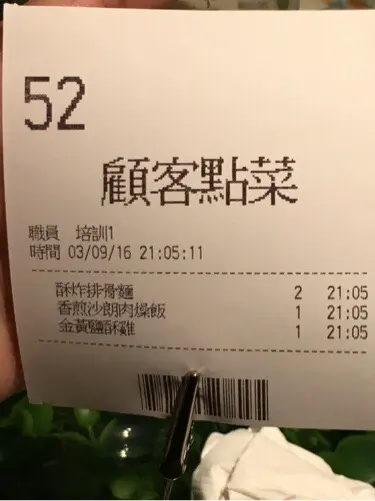 52
顧客點菜
職員 培訓1
時間 03/09/16 21:05:11
酥炸排骨麵 2 21:05
香煎沙朗肉燥飯 1 21:05
金黃鹽酥雞 1 21:05